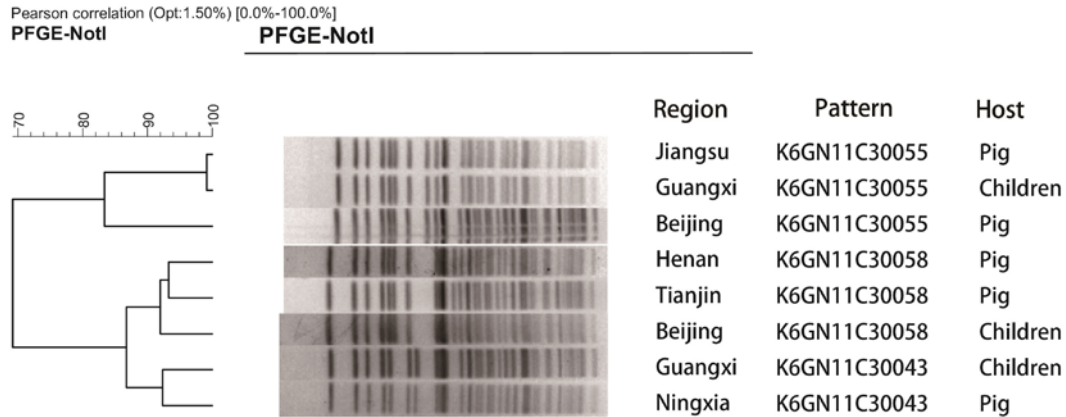 Pearson correlation (Opt:1.50%) [0.0%-100.0%]
PFGE-NotI PFGE-NotI
70 80 90 100
Region Pattern Host
Jiangsu K6GN11C30055 Pig
Guangxi K6GN11C30055 Children
Beijing K6GN11C30055 Pig
Henan K6GN11C30058 Pig
Tianjin K6GN11C30058 Pig
Beijing K6GN11C30058 Children
Guangxi K6GN11C30043 Children
Ningxia K6GN11C30043 Pig